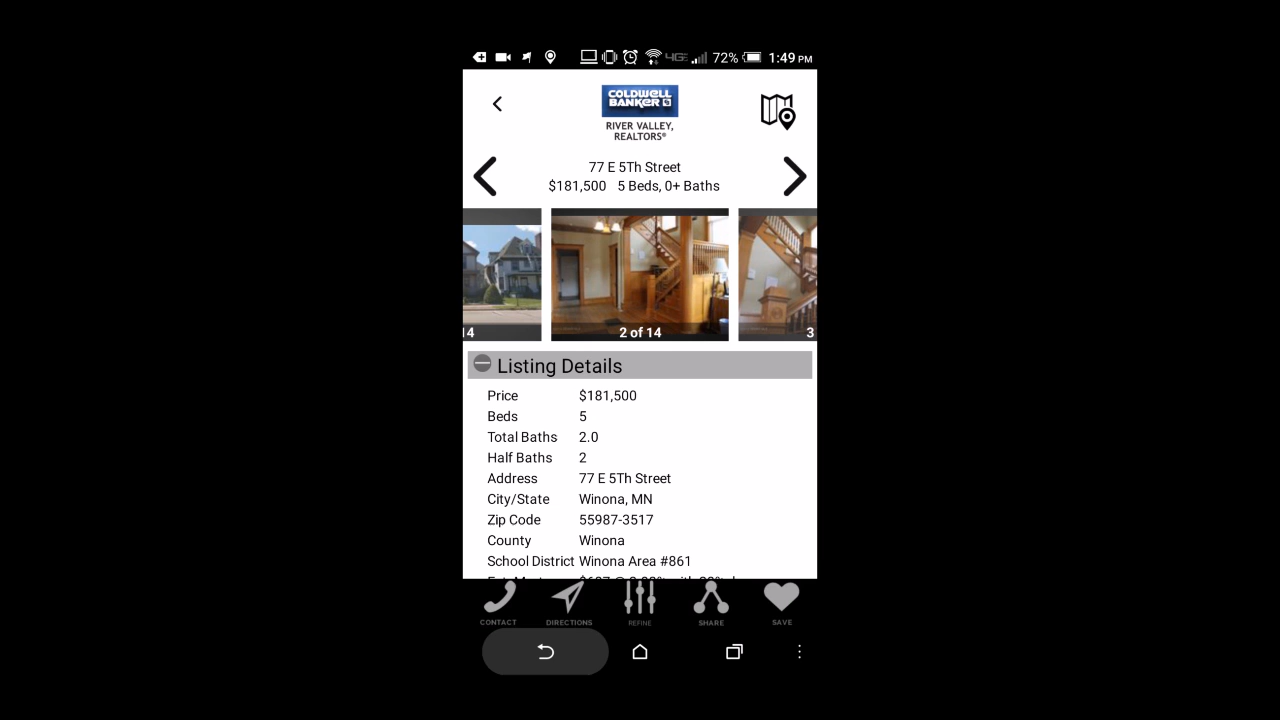 4GE 72% 1:49 PM
COLDWELL
BANKER
RIVER VALLEY,
REALTORS®
77 E 5Th Street
$181,500 5 Beds, 0+ Baths
14
2 of 14
3
Listing Details
Price $181,500
Beds 5
Total Baths 2.0
Half Baths 2
Address 77 E 5Th Street
City/State Winona, MN
Zip Code 55987-3517
County Winona
School District Winona Area #861
CONTACT DIRECTIONS REFINE SHARE SAVE